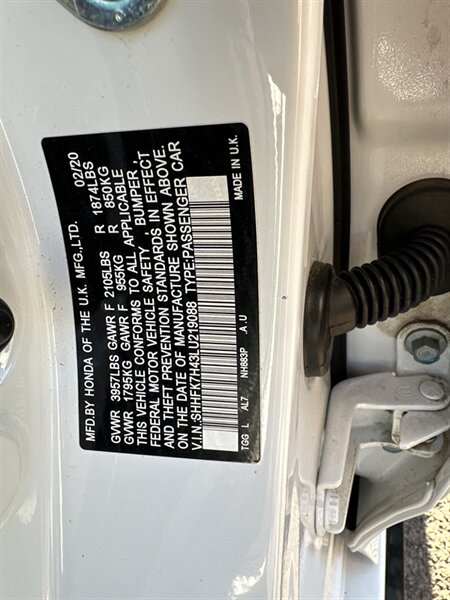 MFD.BY HONDA OF THE U.K. MFG.,LTD. 02/20
GVWR 3957LBS GAWR F 2105LBS R 1874LBS
GVWR 1795KG GAWR F 955KG R 850KG
THIS VEHICLE CONFORMS TO ALL APPLICABLE
FEDERAL MOTOR VEHICLE SAFETY , BUMPER ,
AND THEFT PREVENTION STANDARDS IN EFFECT
ON THE DATE OF MANUFACTURE SHOWN ABOVE.
V.I.N.:SHHFK7H43LU219088 TYPE:PASSENGER CAR
TGG L AL7 NH883P A.U MADE IN U.K.